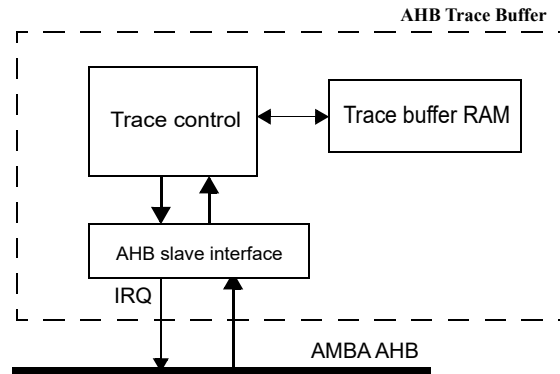 AHB Trace Buffer
Trace control
Trace buffer RAM
AHB slave interface
IRQ
AMBA AHB